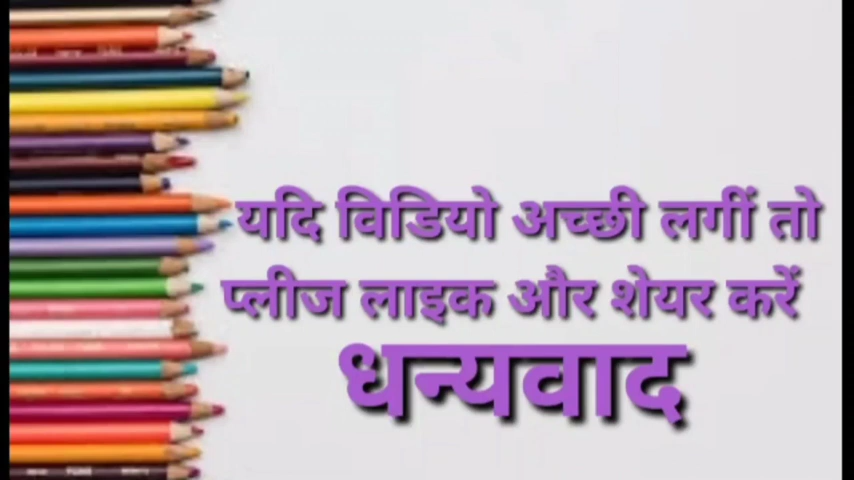 यदि विडियो अच्छी लगीं तो
प्लीज लाइक और शेयर करें
धन्यवाद